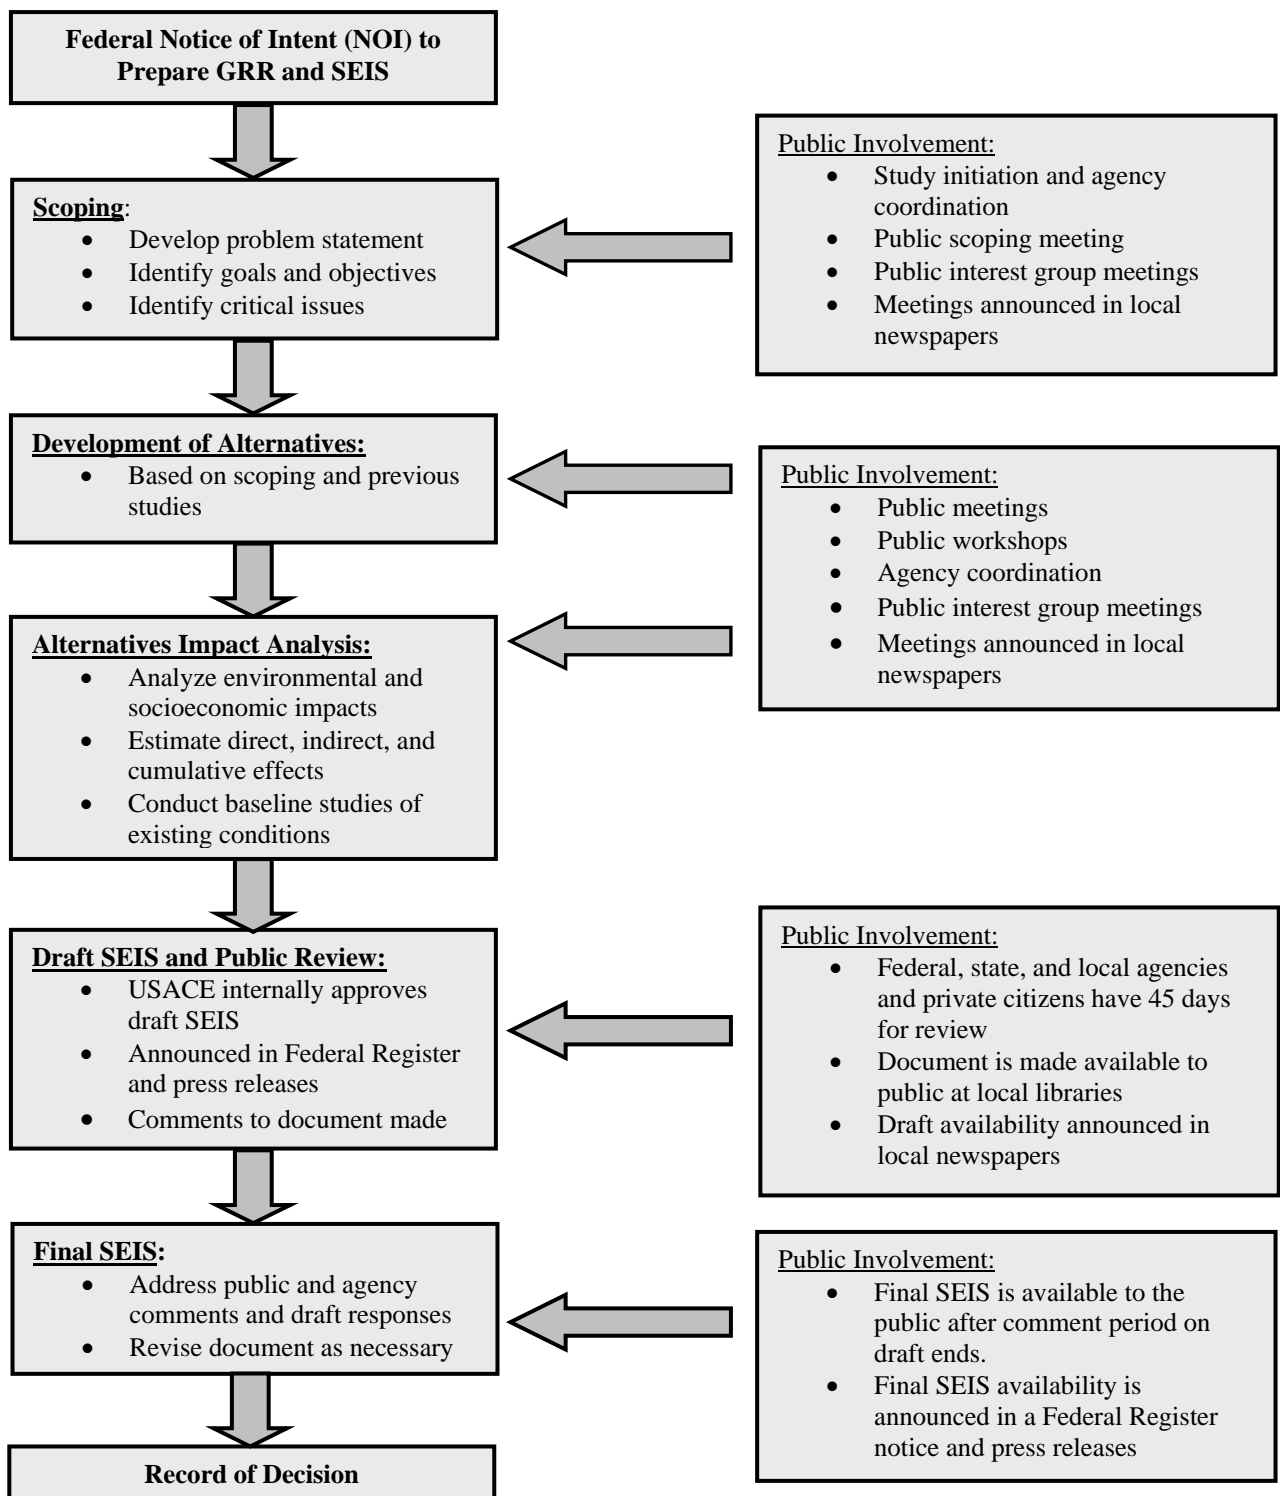 Federal Notice of Intent (NOI) to
Prepare GRR and SEIS
Scoping:
• Develop problem statement
• Identify goals and objectives
• Identify critical issues
Public Involvement:
• Study initiation and agency
coordination
• Public scoping meeting
• Public interest group meetings
• Meetings announced in local
newspapers
Development of Alternatives:
• Based on scoping and previous
studies
Public Involvement:
• Public meetings
• Public workshops
• Agency coordination
• Public interest group meetings
• Meetings announced in local
newspapers
Alternatives Impact Analysis:
• Analyze environmental and
socioeconomic impacts
• Estimate direct, indirect, and
cumulative effects
• Conduct baseline studies of
existing conditions
Draft SEIS and Public Review:
• USACE internally approves
draft SEIS
• Announced in Federal Register
and press releases
• Comments to document made
Public Involvement:
• Federal, state, and local agencies
and private citizens have 45 days
for review
• Document is made available to
public at local libraries
• Draft availability announced in
local newspapers
Final SEIS:
• Address public and agency
comments and draft responses
• Revise document as necessary
Public Involvement:
• Final SEIS is available to the
public after comment period on
draft ends.
• Final SEIS availability is
announced in a Federal Register
notice and press releases
Record of Decision